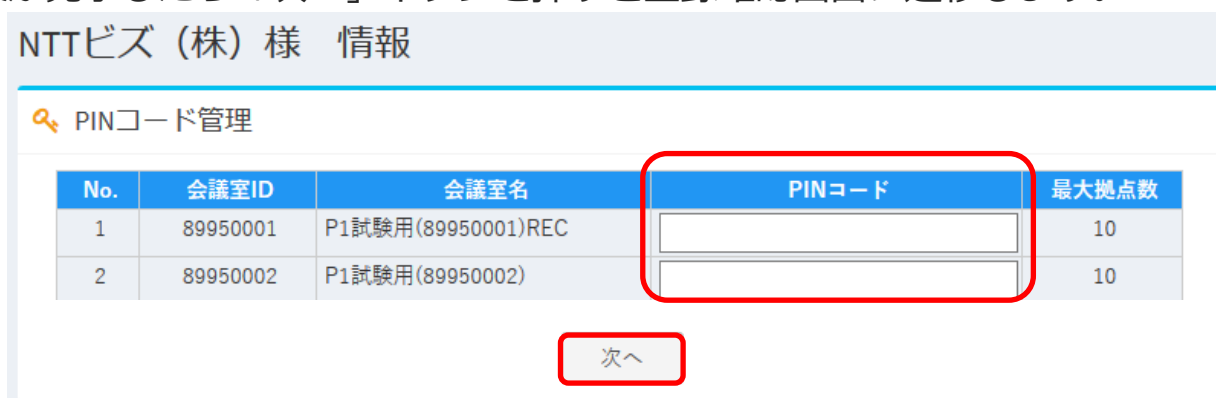 NTTビズ（株）様　情報
PINコード管理
No. 会議室ID 会議室名 PINコード 最大拠点数
1 89950001 P1試験用(89950001)REC 10
2 89950002 P1試験用(89950002) 10
次へ